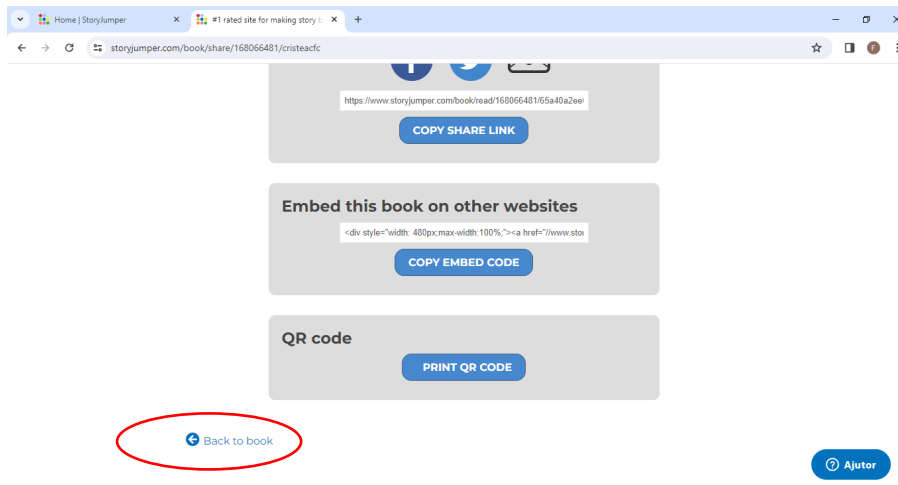 Home | StoryJumper
#1 rated site for making story b
storyjumper.com/book/share/168066481/cristeacfc
F
https://www.storyjumper.com/book/read/168066481/65a40a2ee
COPY SHARE LINK
Embed this book on other websites
<div style="width: 480px;max-width:100%;"><a href="//www.stor
COPY EMBED CODE
QR code
PRINT QR CODE
Back to book
? Ajutor